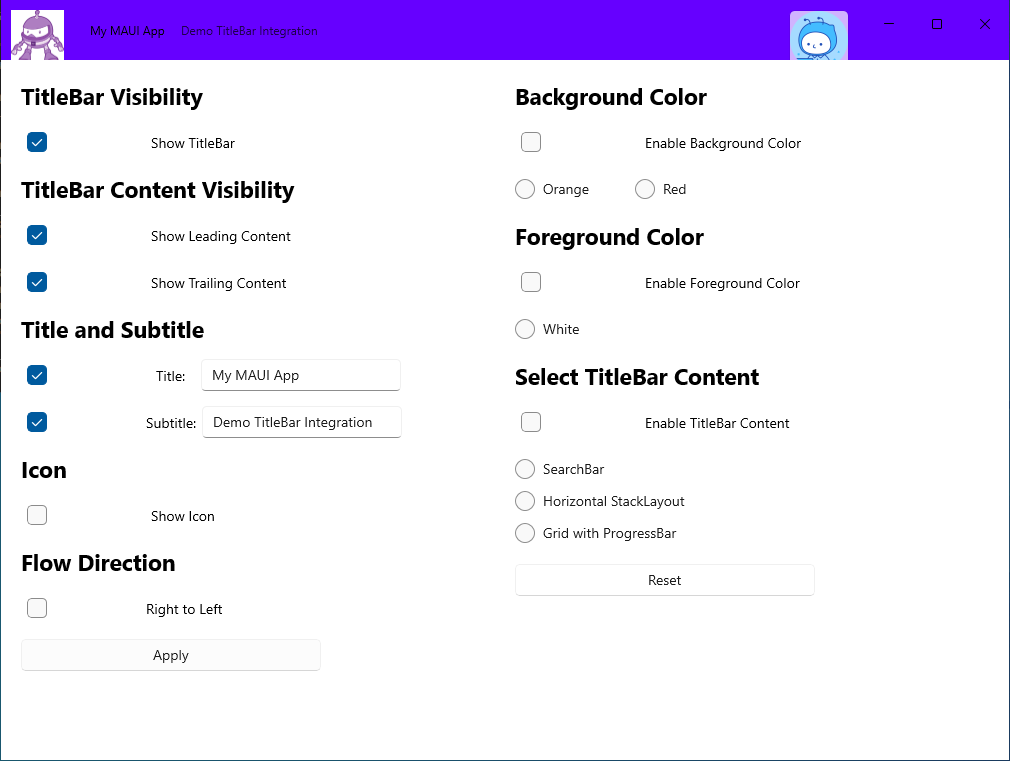 My MAUI App Demo TitleBar Integration
TitleBar Visibility
Show TitleBar
TitleBar Content Visibility
Show Leading Content
Show Trailing Content
Title and Subtitle
Title: My MAUI App
Subtitle: Demo TitleBar Integration
Icon
Show Icon
Flow Direction
Right to Left
Apply
Background Color
Enable Background Color
Orange Red
Foreground Color
Enable Foreground Color
White
Select TitleBar Content
Enable TitleBar Content
SearchBar
Horizontal StackLayout
Grid with ProgressBar
Reset